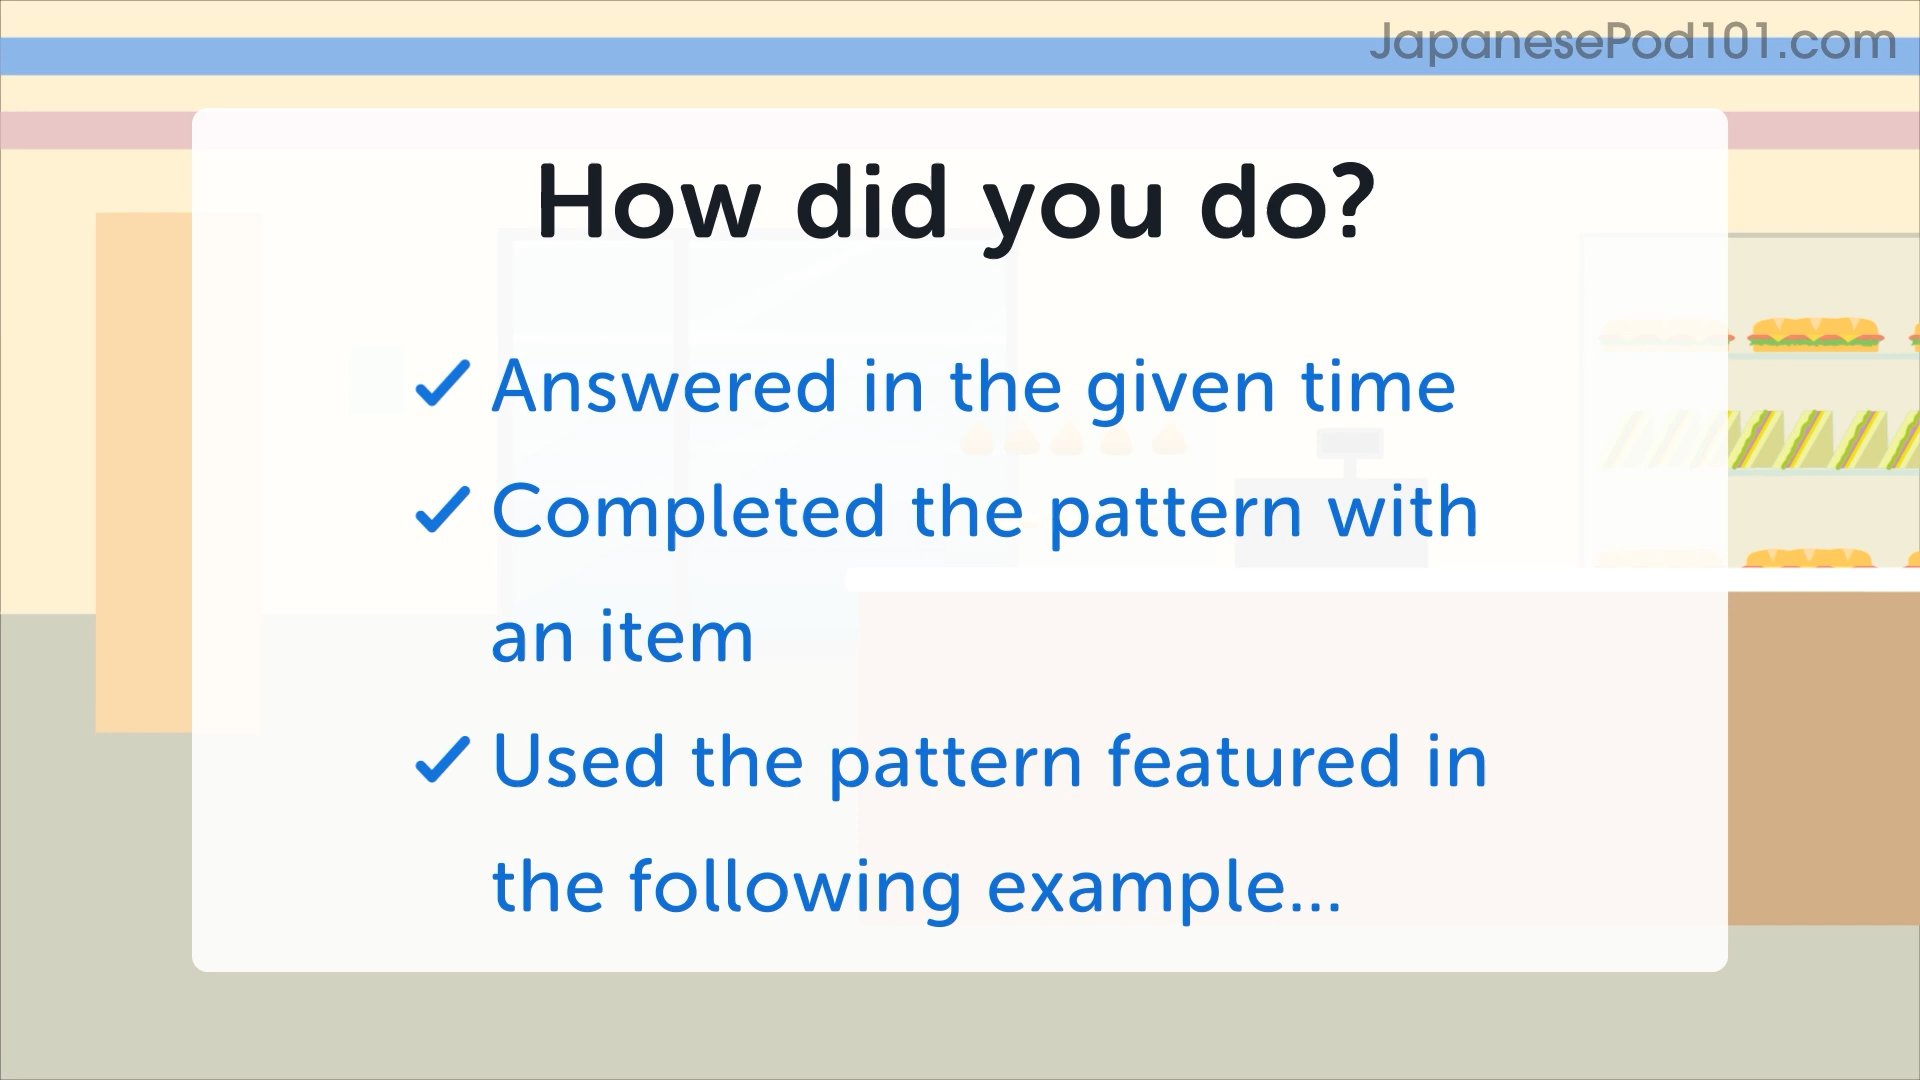 JapanesePod101.com
How did you do?
✓ Answered in the given time
✓ Completed the pattern with
an item
✓ Used the pattern featured in
the following example...